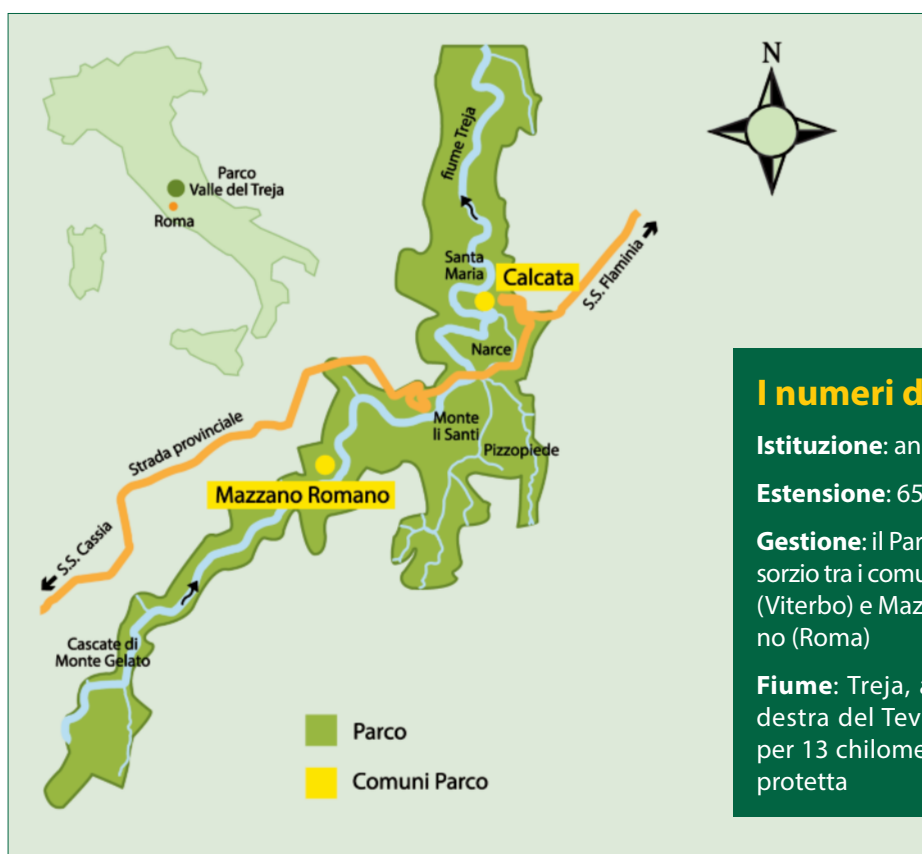 N
Parco
Valle del Treja
Roma
fiume Treja
Santa
Maria
Calcata
S.S. Flaminia
Narce
Monte
li Santi
Pizzopiede
Strada provinciale
Mazzano Romano
S.S. Cassia
Cascate di
Monte Gelato
Parco
Comuni Parco
I numeri d
Istituzione: an
Estensione: 65
Gestione: il Par
sorzio tra i comu
(Viterbo) e Maz
no (Roma)
Fiume: Treja, a
destra del Tev
per 13 chilome
protetta